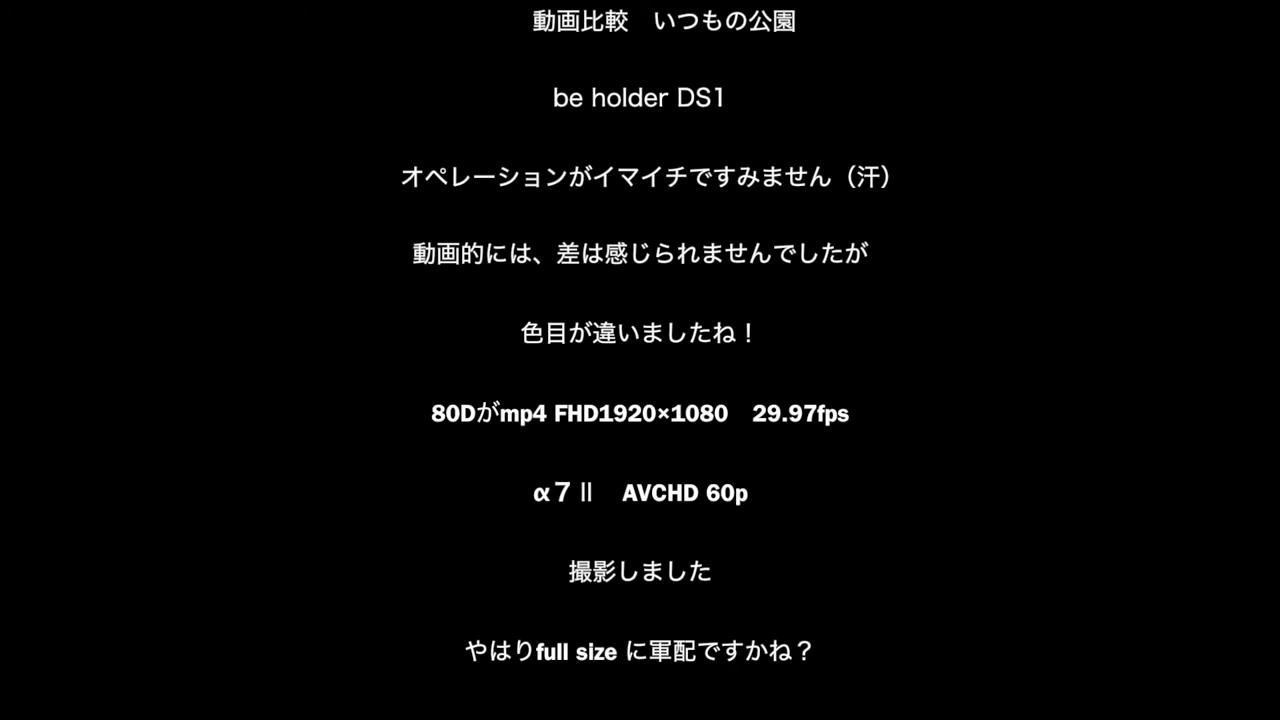 動画比較　いつもの公園
be holder DS1
オペレーションがイマイチですみません（汗）
動画的には、差は感じられませんでしたが
色目が違いましたね！
80Dがmp4 FHD1920×1080　29.97fps
α７Ⅱ　AVCHD 60p
撮影しました
やはりfull size に軍配ですかね？